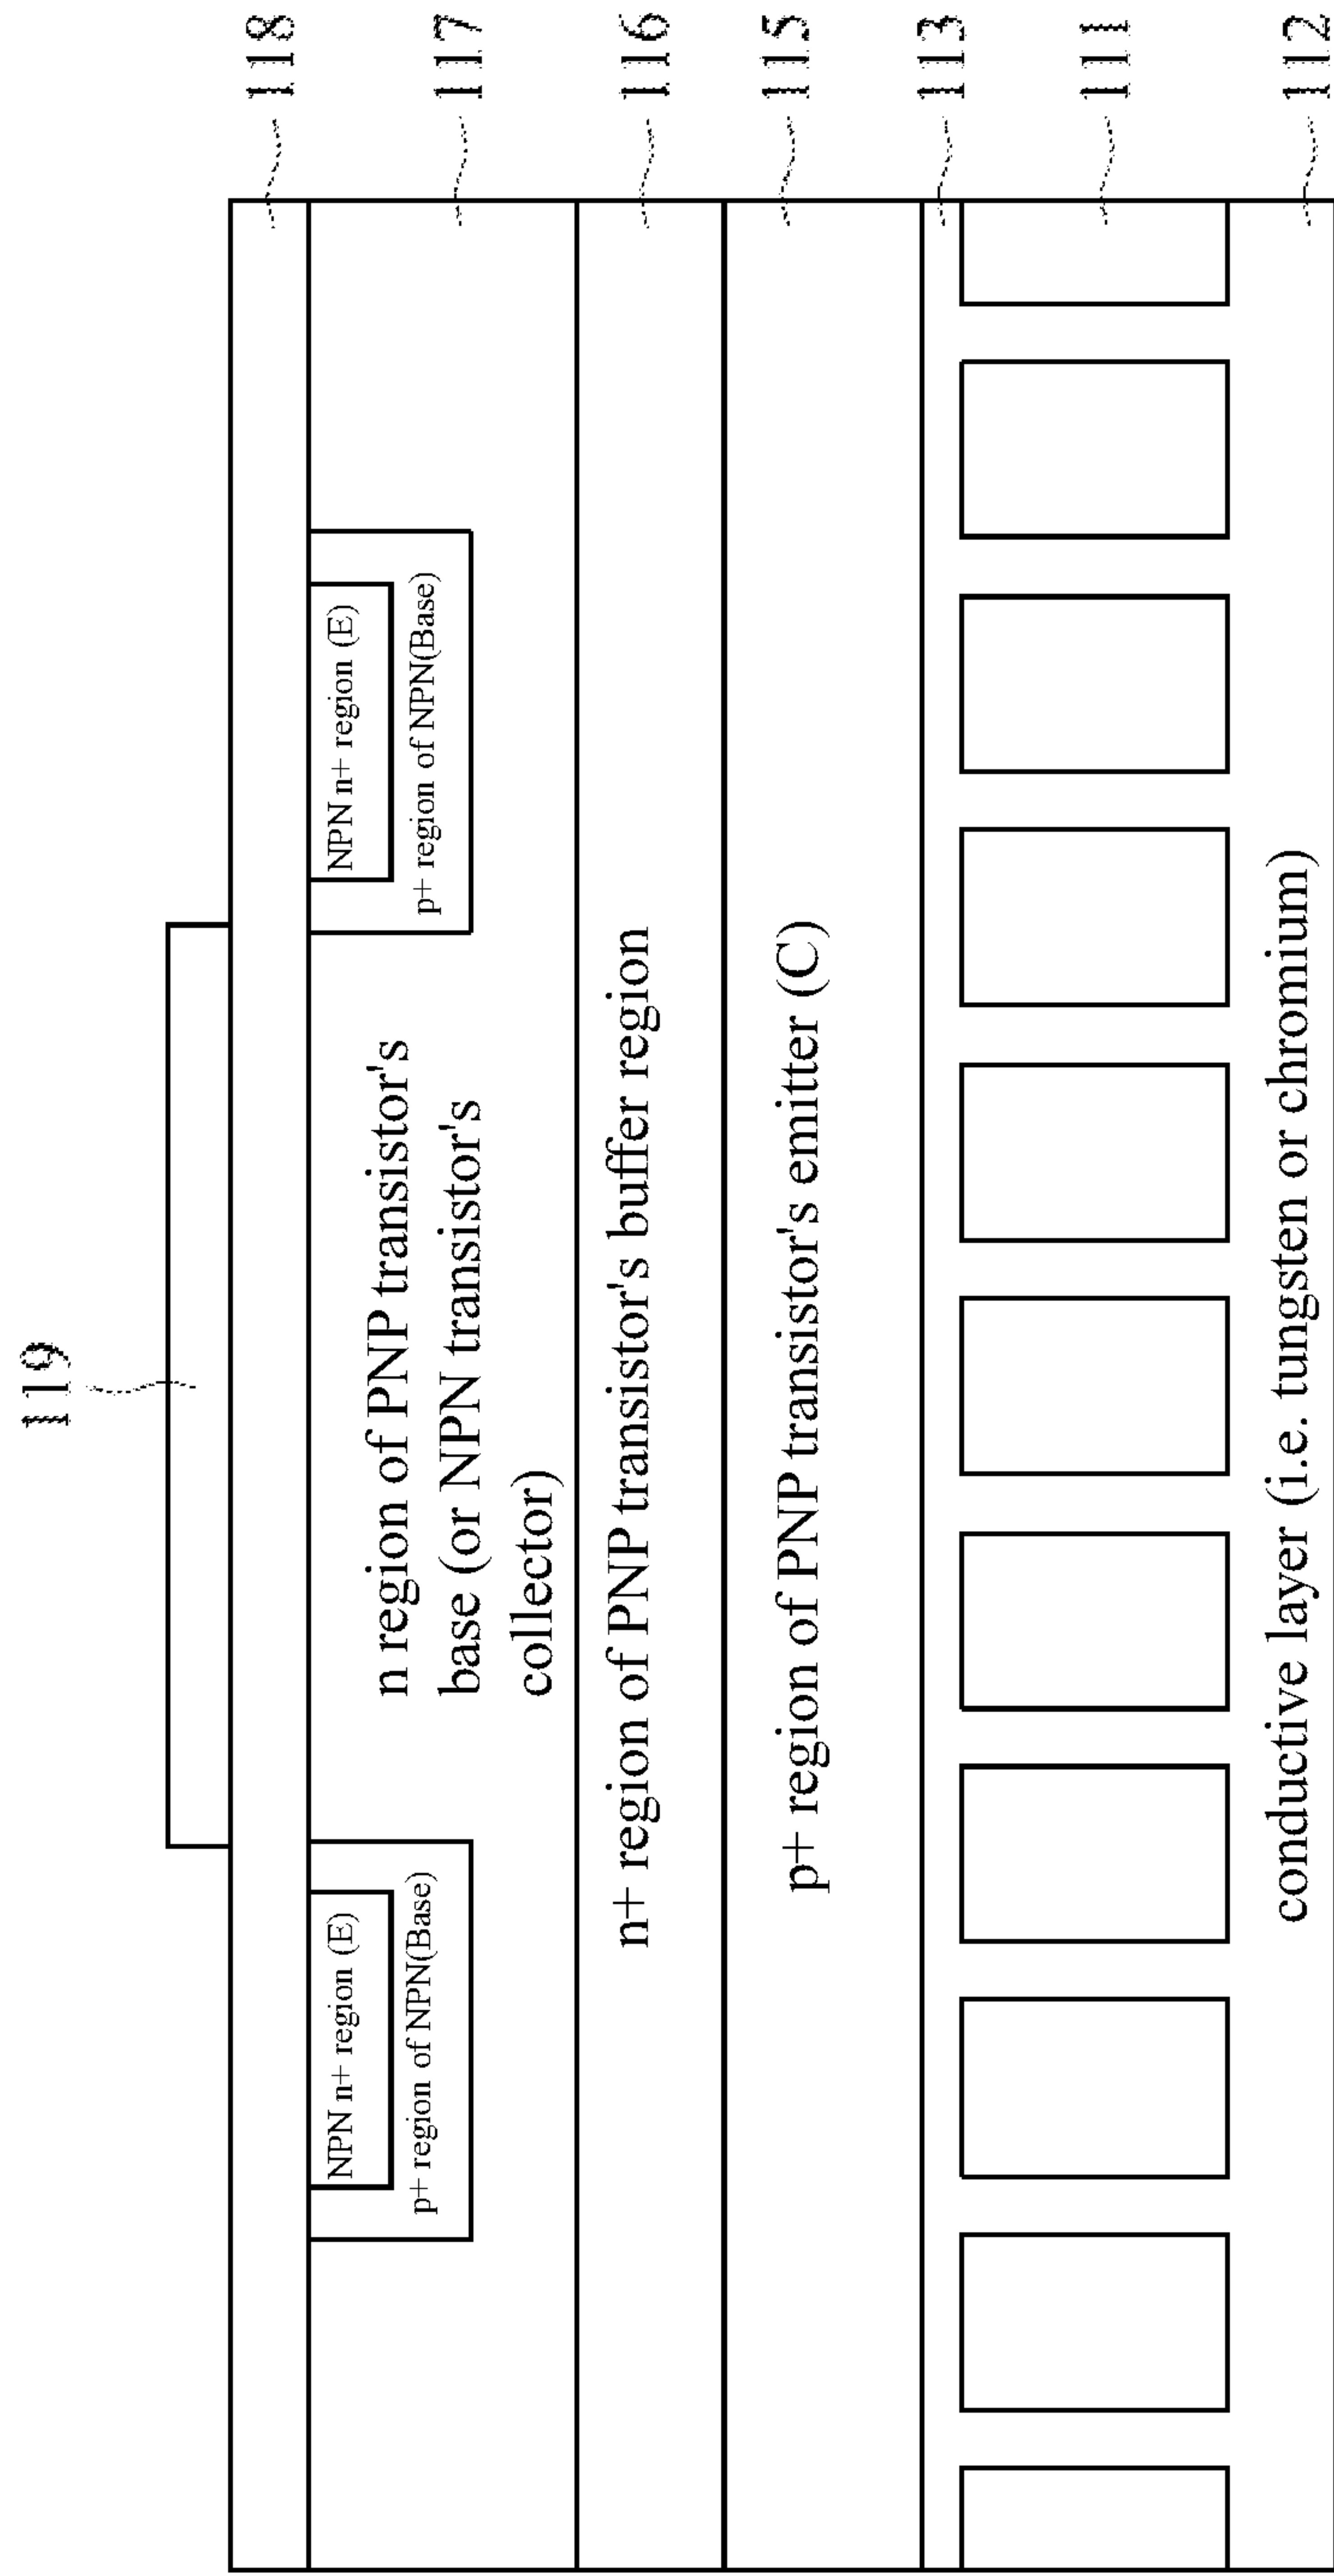 119
118
NPN n+ region (E)
p+ region of NPN(Base)
NPN n+ region (E)
p+ region of NPN(Base)
n region of PNP transistor's
base (or NPN transistor's
collector)
117
n+ region of PNP transistor's buffer region
116
p+ region of PNP transistor's emitter (C)
115
113
111
conductive layer (i.e. tungsten or chromium)
112